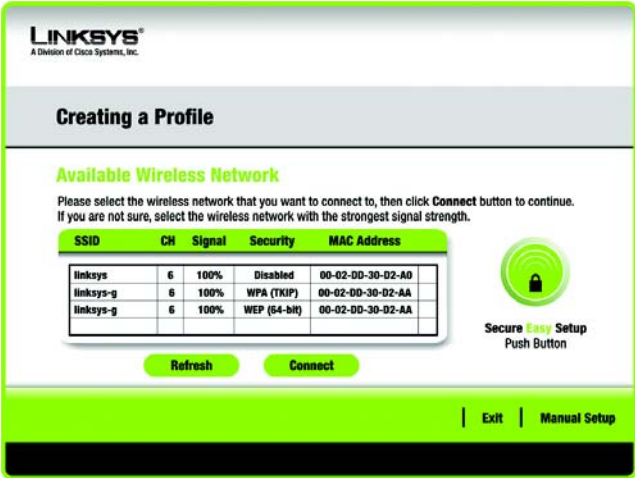 LINKSYS®
A Division of Cisco Systems, Inc.
Creating a Profile
Available Wireless Network
Please select the wireless network that you want to connect to, then click Connect button to continue.
If you are not sure, select the wireless network with the strongest signal strength.
SSID CH Signal Security MAC Address
linksys 6 100% Disabled 00-02-DD-30-D2-A0
linksys-g 6 100% WPA (TKIP) 00-02-DD-30-D2-AA
linksys-g 6 100% WEP (64-bit) 00-02-DD-30-D2-AA
Secure Easy Setup
Push Button
Refresh Connect
Exit Manual Setup